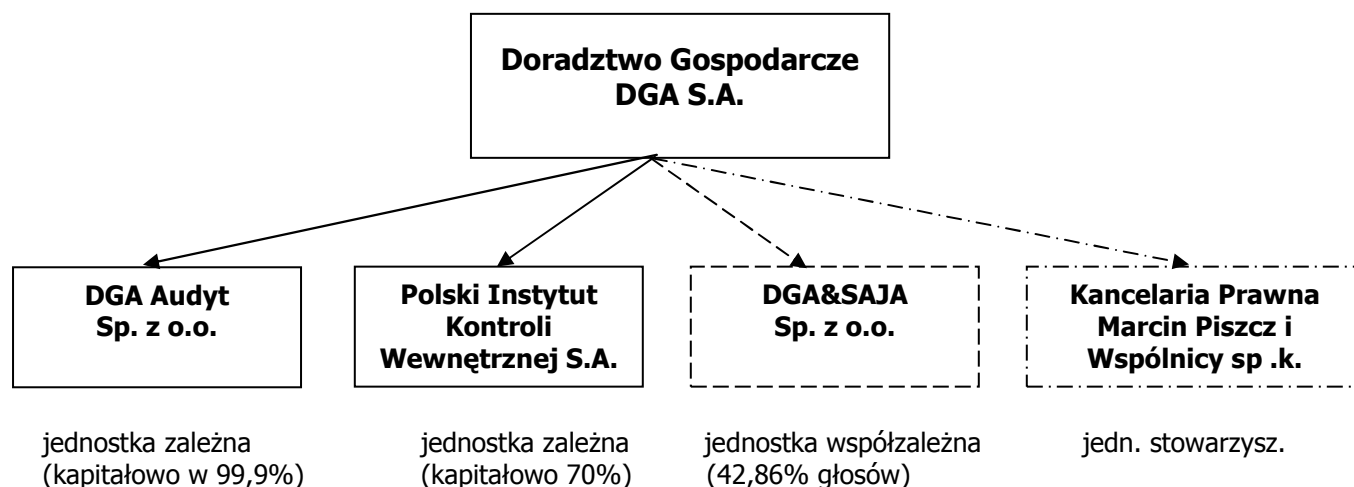 Doradztwo Gospodarcze
DGA S.A.
DGA Audyt
Sp. z o.o.
Polski Instytut
Kontroli
Wewnętrznej S.A.
DGA&SAJA
Sp. z o.o.
Kancelaria Prawna
Marcin Piszcz i
Wspólnicy sp .k.
jednostka zależna
(kapitałowo w 99,9%)
jednostka zależna
(kapitałowo 70%)
jednostka współzależna
(42,86% głosów)
jedn. stowarzysz.